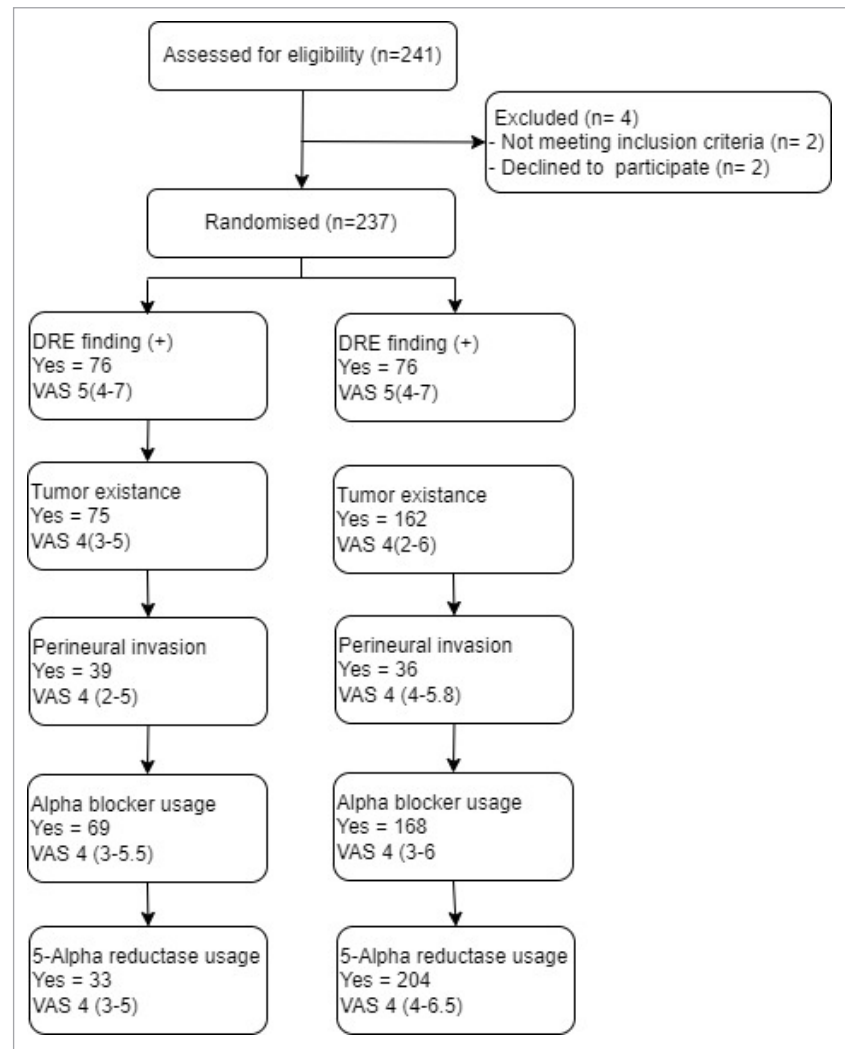 Assessed for eligibility (n=241)
Excluded (n= 4)
- Not meeting inclusion criteria (n= 2)
- Declined to participate (n= 2)
Randomised (n=237)
DRE finding (+)
Yes = 76
VAS 5(4-7)
Tumor existance
Yes = 75
VAS 4(3-5)
Perineural invasion
Yes = 39
VAS 4 (2-5)
Alpha blocker usage
Yes = 69
VAS 4 (3-5.5)
5-Alpha reductase usage
Yes = 33
VAS 4 (3-5)
DRE finding (+)
Yes = 76
VAS 5(4-7)
Tumor existance
Yes = 162
VAS 4(2-6)
Perineural invasion
Yes = 36
VAS 4 (4-5.8)
Alpha blocker usage
Yes = 168
VAS 4 (3-6
5-Alpha reductase usage
Yes = 204
VAS 4 (4-6.5)